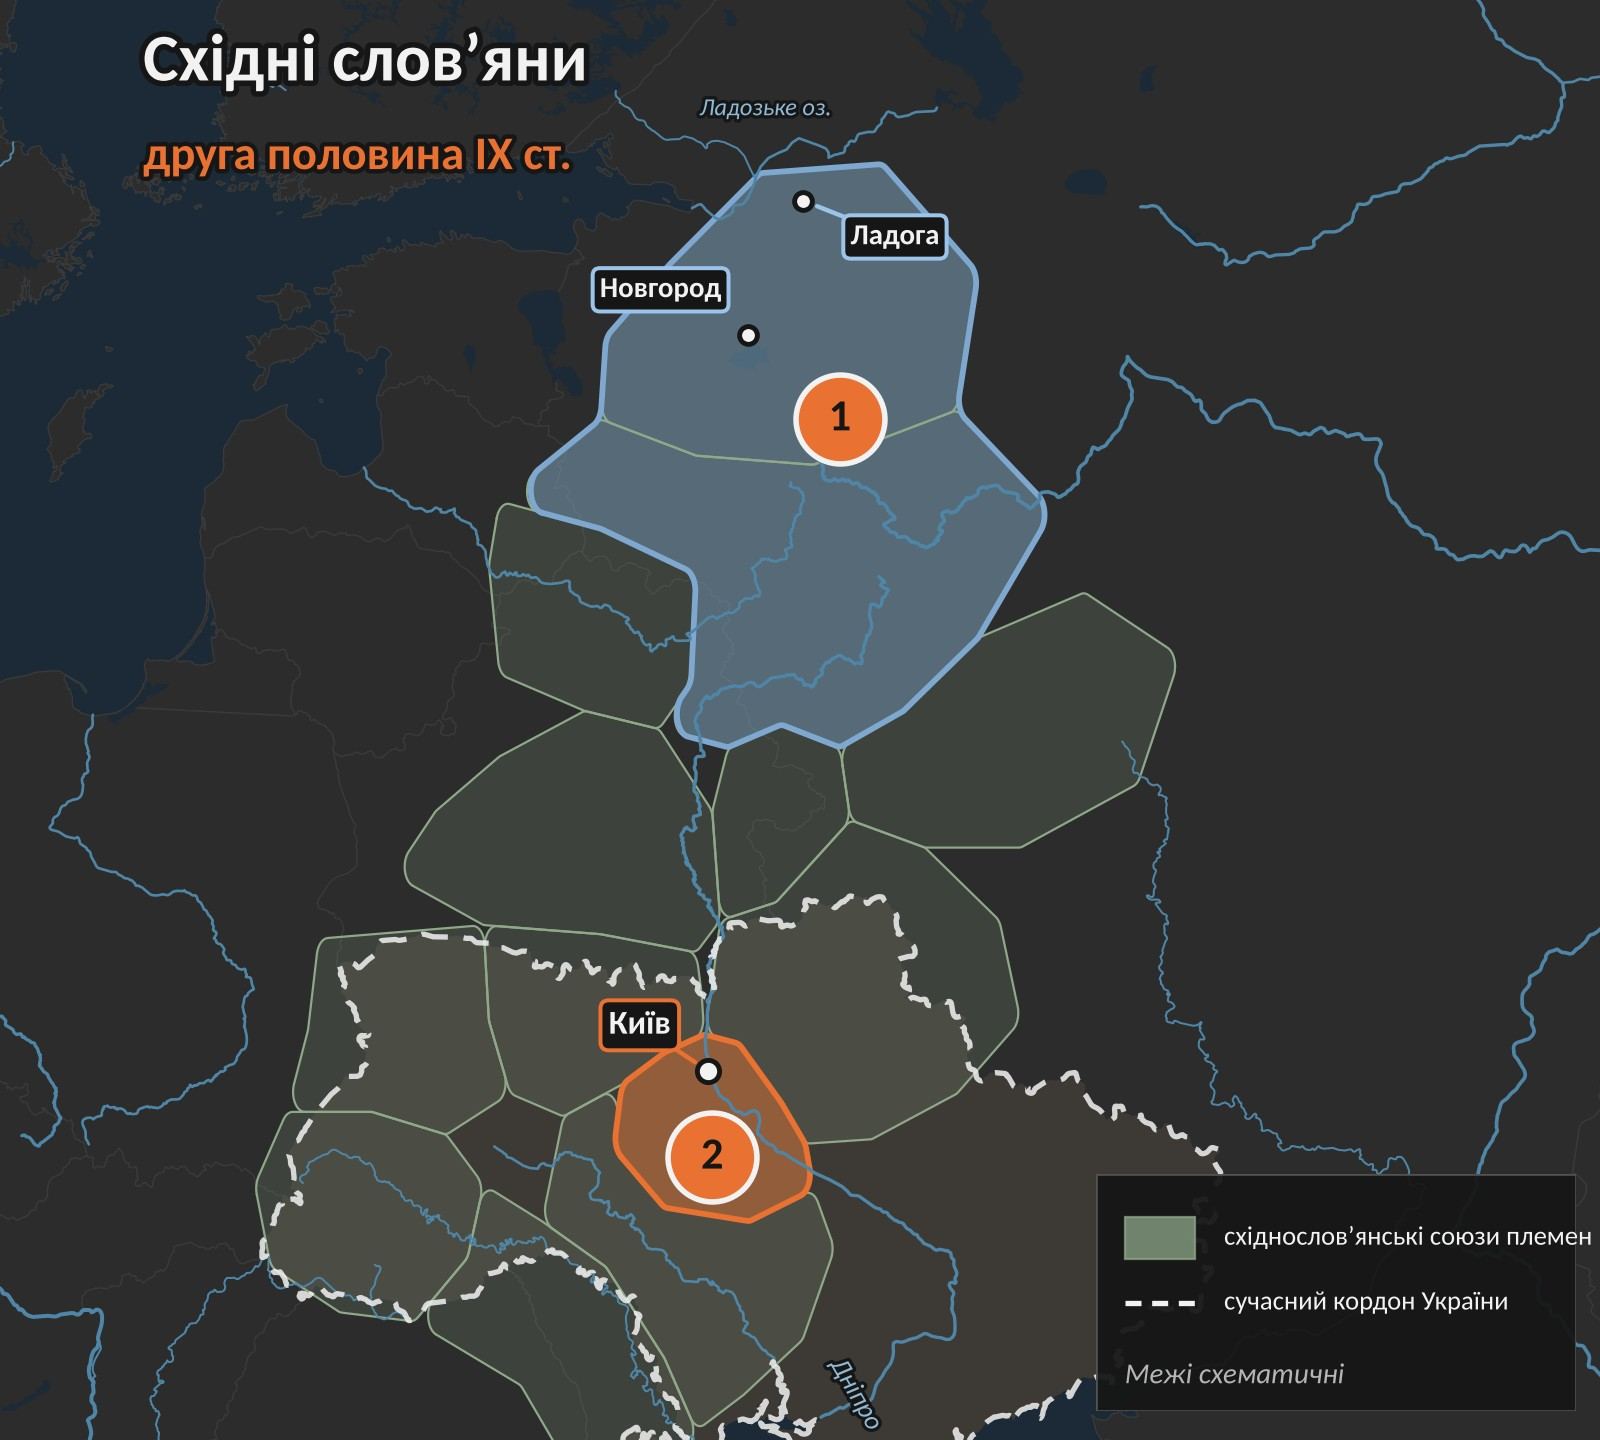 Східні слов’яни
друга половина IX ст.
Ладозьке оз.
Ладога
Новгород
1
Київ
2
Дніпро
східнослов’янські союзи племен
сучасний кордон України
Межі схематичні